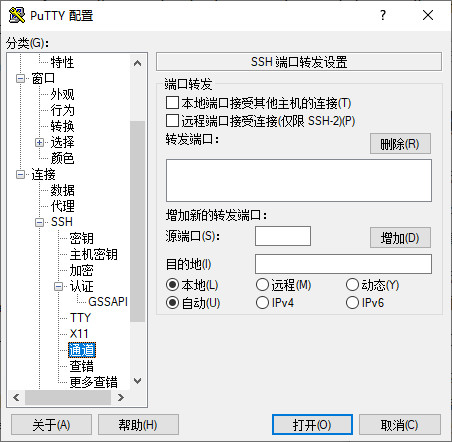 PuTTY 配置
分类(G):
特性
窗口
外观
行为
转换
选择
颜色
连接
数据
代理
SSH
密钥
主机密钥
加密
认证
GSSAPI
TTY
X11
通道
查错
更多查错
SSH 端口转发设置
端口转发
本地端口接受其他主机的连接(T)
远程端口接受连接(仅限 SSH-2)(P)
转发端口:
删除(R)
增加新的转发端口:
源端口(S):
增加(D)
目的地(I)
本地(L) 远程(M) 动态(Y)
自动(U) IPv4 IPv6
关于(A) 帮助(H) 打开(O) 取消(C)